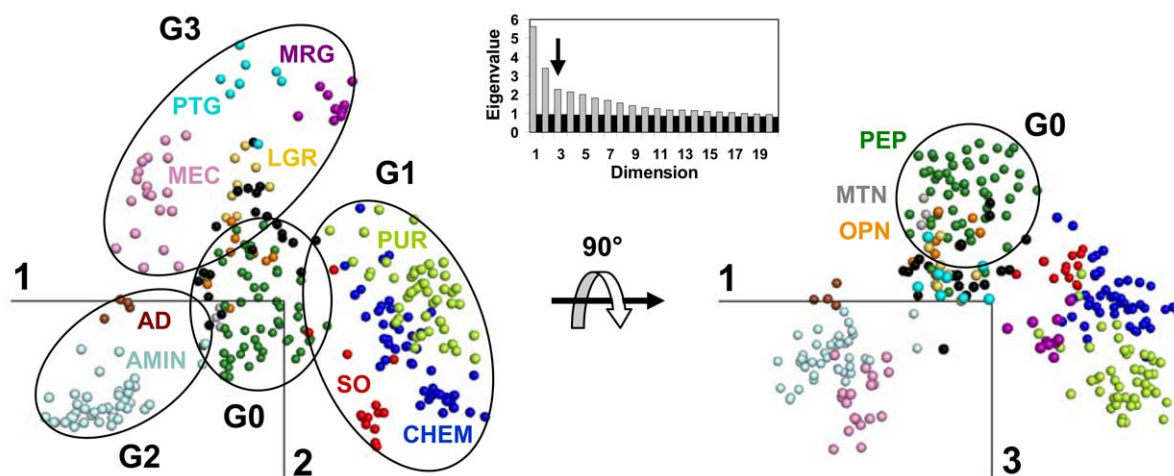 G3
MRG
PTG
LGR
MEC
G1
PUR
1
AD
AMIN
SO
G0
CHEM
G2
2
Eigenvalue
6
5
4
3
2
1
0
1 3 5 7 9 11 13 15 17 19
Dimension
90°
G0
PEP
MTN
OPN
1
3